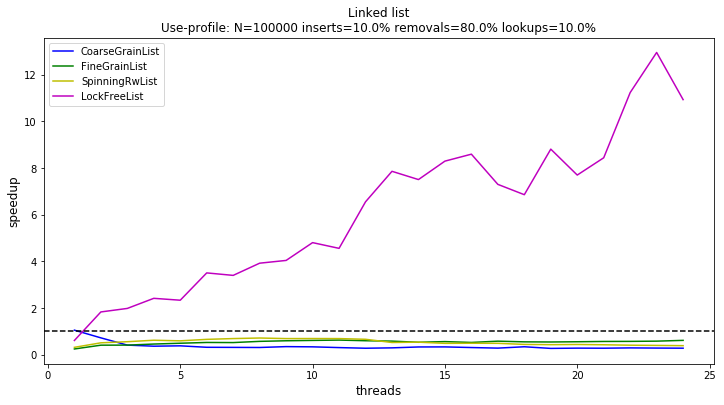 Linked list
Use-profile: N=100000 inserts=10.0% removals=80.0% lookups=10.0%
CoarseGrainList
FineGrainList
SpinningRwList
LockFreeList
speedup
12
10
8
6
4
2
0
0 5 10 15 20 25
threads